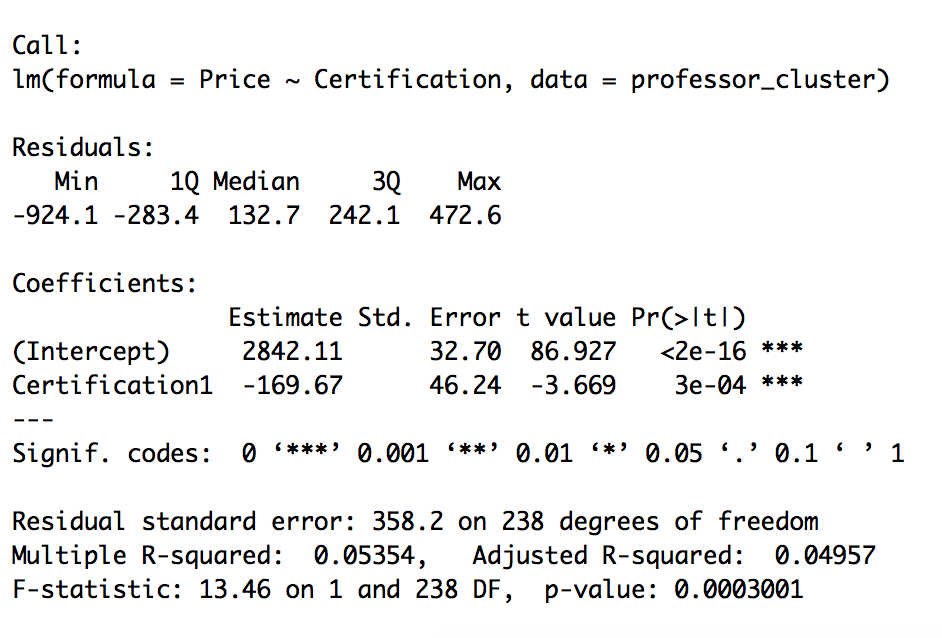 Call:
lm(formula = Price ~ Certification, data = professor_cluster)
Residuals:
   Min     1Q Median     3Q    Max
-924.1 -283.4  132.7  242.1  472.6
Coefficients:
               Estimate Std. Error t value Pr(>|t|)
(Intercept)     2842.11      32.70  86.927   <2e-16 ***
Certification1  -169.67      46.24  -3.669    3e-04 ***
---
Signif. codes:  0 ‘***’ 0.001 ‘**’ 0.01 ‘*’ 0.05 ‘.’ 0.1 ‘ ’ 1
Residual standard error: 358.2 on 238 degrees of freedom
Multiple R-squared:  0.05354,   Adjusted R-squared:  0.04957
F-statistic: 13.46 on 1 and 238 DF,  p-value: 0.0003001